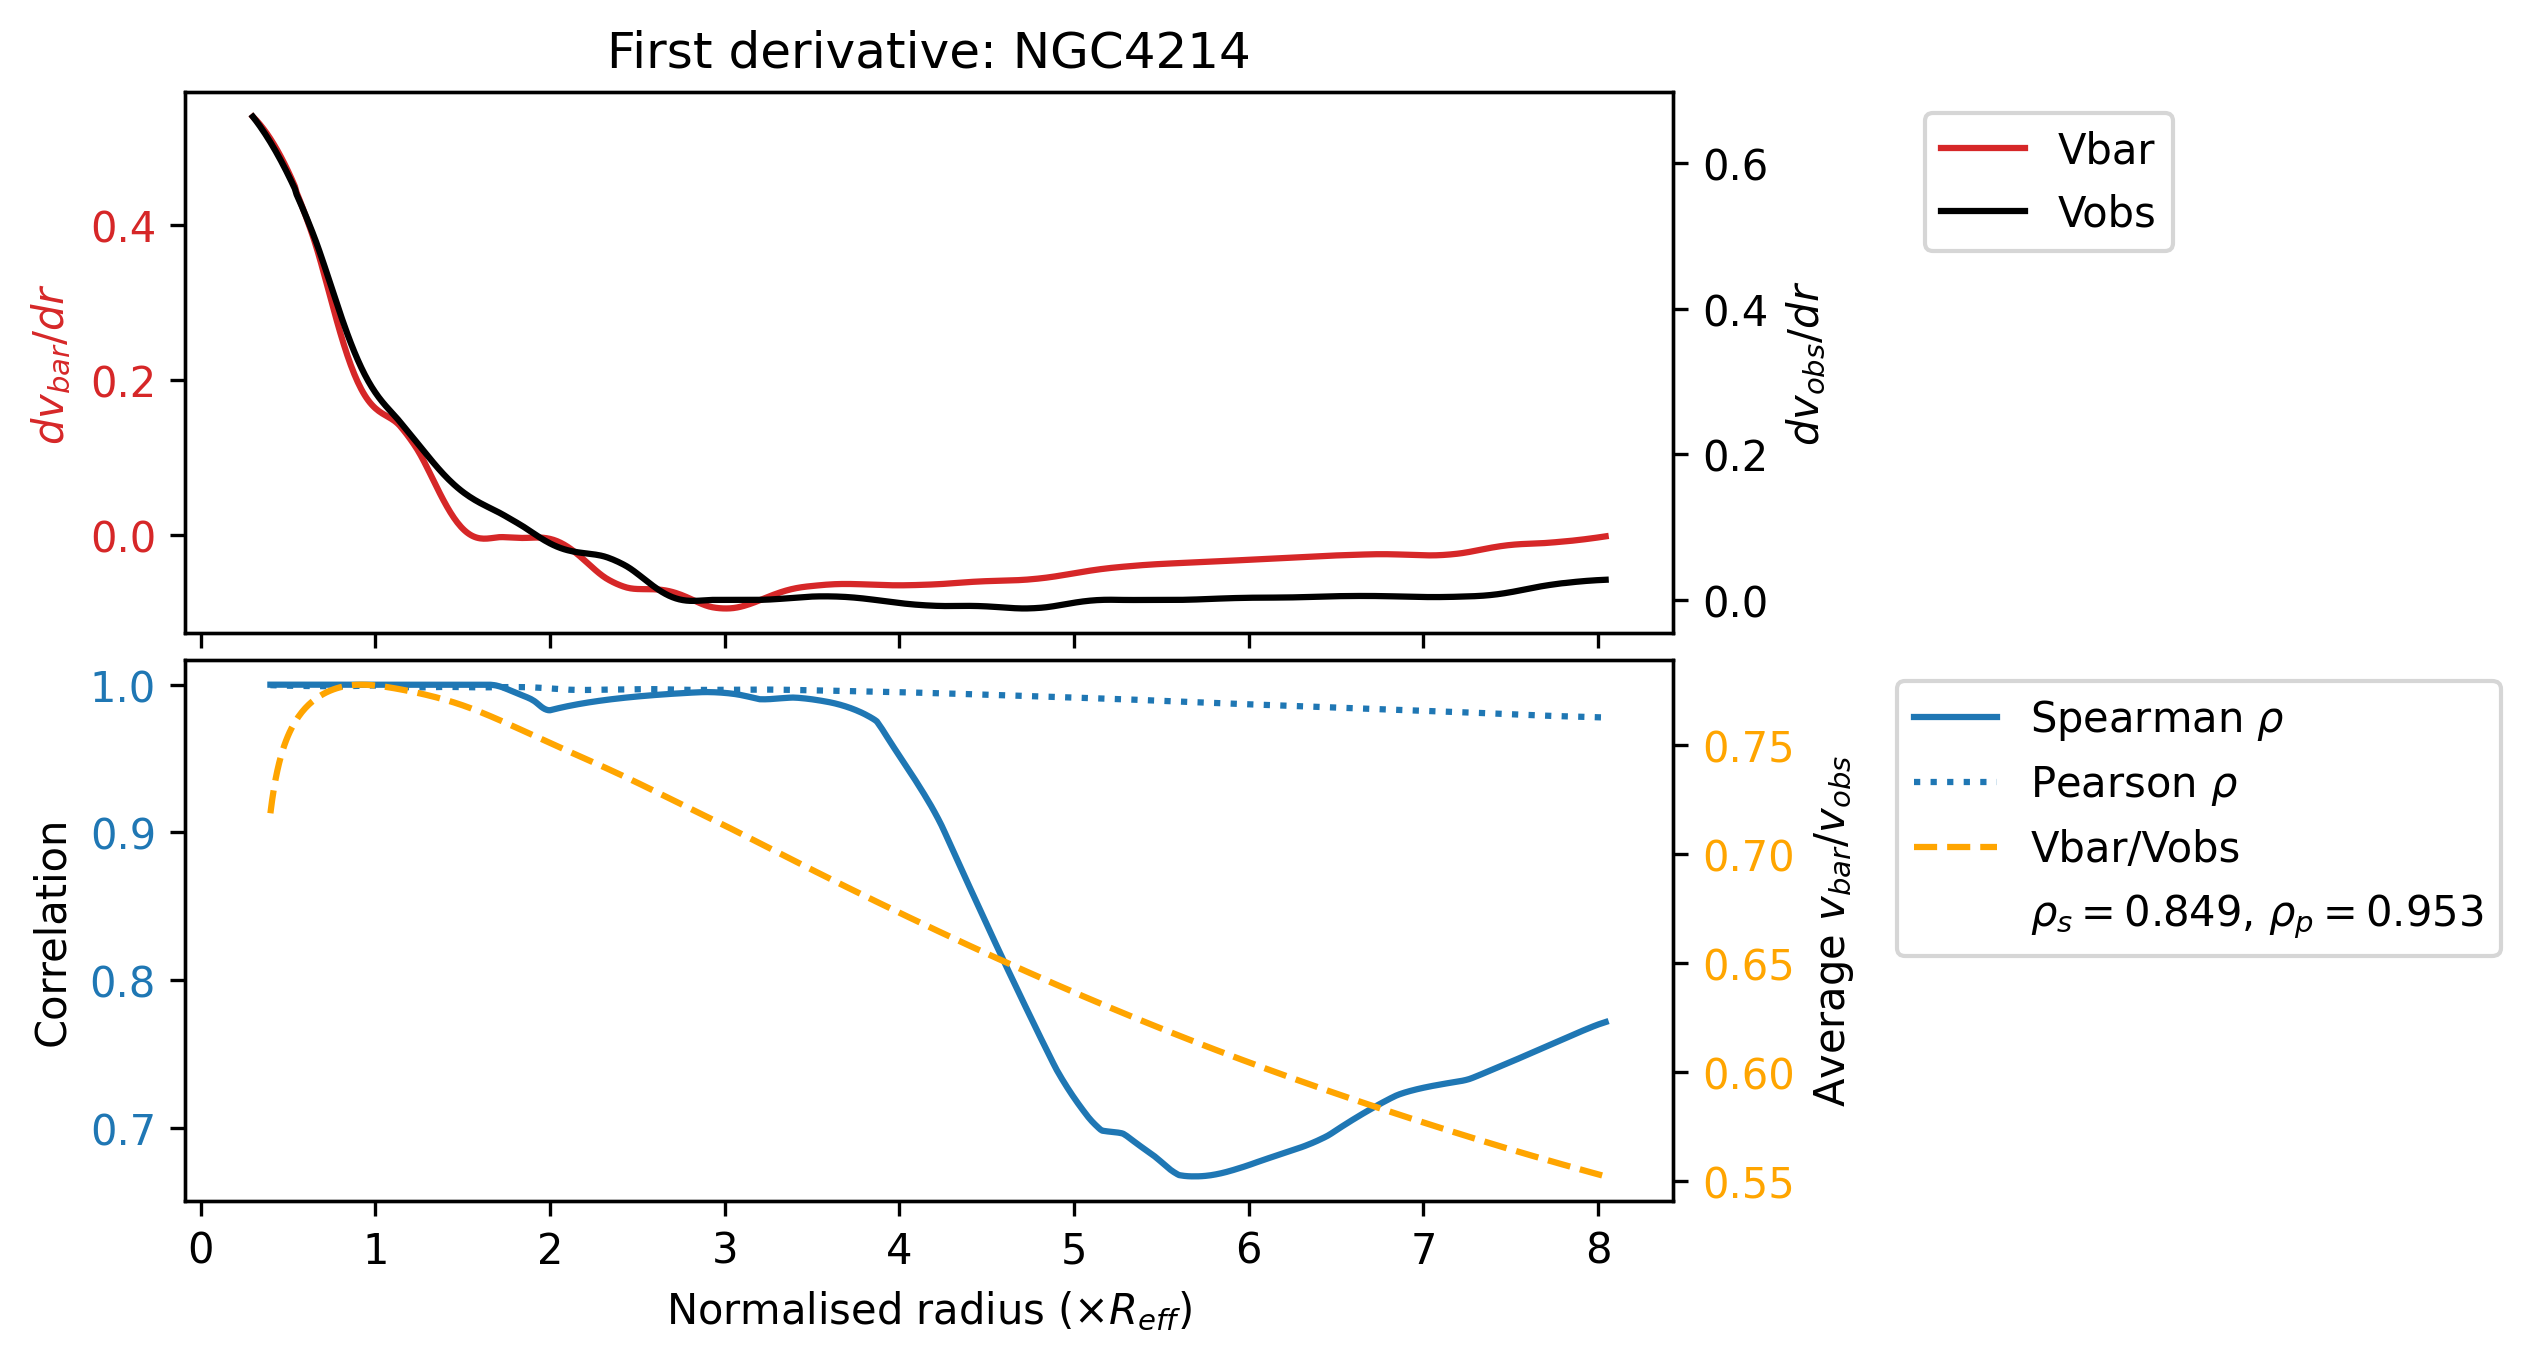 First derivative: NGC4214
0.4
0.2
0.0
dv_bar/dr
0.6
0.4
0.2
0.0
dv_obs/dr
Vbar
Vobs
1.0
0.9
0.8
0.7
Correlation
0.75
0.70
0.65
0.60
0.55
Average v_bar/v_obs
Spearman ρ
Pearson ρ
Vbar/Vobs
ρ_s = 0.849, ρ_p = 0.953
0 1 2 3 4 5 6 7 8
Normalised radius (×R_eff)